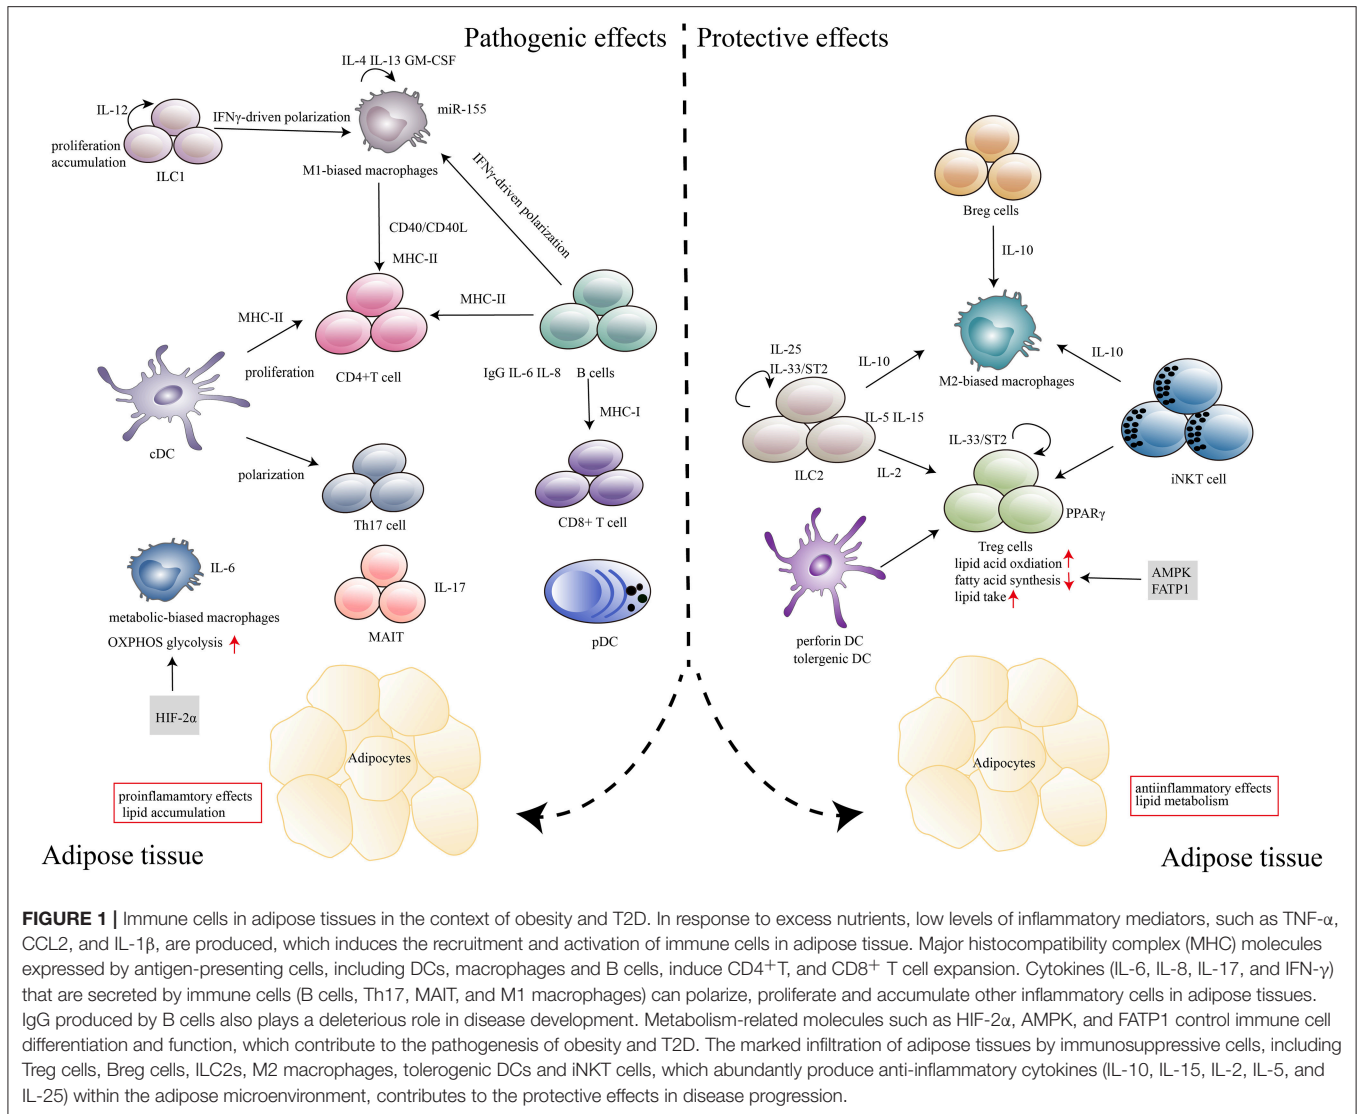 Pathogenic effects
Protective effects
IL-4 IL-13 GM-CSF
miR-155
IL-12
IFNγ-driven polarization
proliferation
accumulation
ILC1
M1-biased macrophages
IFNγ-driven polarization
CD40/CD40L
MHC-II
MHC-II
MHC-II
proliferation
CD4+T cell
IgG IL-6 IL-8
B cells
MHC-I
cDC
polarization
Th17 cell
CD8+ T cell
IL-6
metabolic-biased macrophages
OXPHOS glycolysis
HIF-2α
IL-17
MAIT
pDC
Adipocytes
proinflamamtory effects
lipid accumulation
Adipose tissue
Breg cells
IL-10
M2-biased macrophages
IL-25
IL-33/ST2
IL-10
IL-10
IL-5 IL-15
ILC2
IL-2
IL-33/ST2
iNKT cell
PPARγ
Treg cells
lipid acid oxdiation
fatty acid synthesis
lipid take
AMPK
FATP1
perforin DC
tolergenic DC
Adipocytes
antiinflammatory effects
lipid metabolism
Adipose tissue
FIGURE 1 | Immune cells in adipose tissues in the context of obesity and T2D. In response to excess nutrients, low levels of inflammatory mediators, such as TNF-α,
CCL2, and IL-1β, are produced, which induces the recruitment and activation of immune cells in adipose tissue. Major histocompatibility complex (MHC) molecules
expressed by antigen-presenting cells, including DCs, macrophages and B cells, induce CD4+T, and CD8+ T cell expansion. Cytokines (IL-6, IL-8, IL-17, and IFN-γ)
that are secreted by immune cells (B cells, Th17, MAIT, and M1 macrophages) can polarize, proliferate and accumulate other inflammatory cells in adipose tissues.
IgG produced by B cells also plays a deleterious role in disease development. Metabolism-related molecules such as HIF-2α, AMPK, and FATP1 control immune cell
differentiation and function, which contribute to the pathogenesis of obesity and T2D. The marked infiltration of adipose tissues by immunosuppressive cells, including
Treg cells, Breg cells, ILC2s, M2 macrophages, tolerogenic DCs and iNKT cells, which abundantly produce anti-inflammatory cytokines (IL-10, IL-15, IL-2, IL-5, and
IL-25) within the adipose microenvironment, contributes to the protective effects in disease progression.